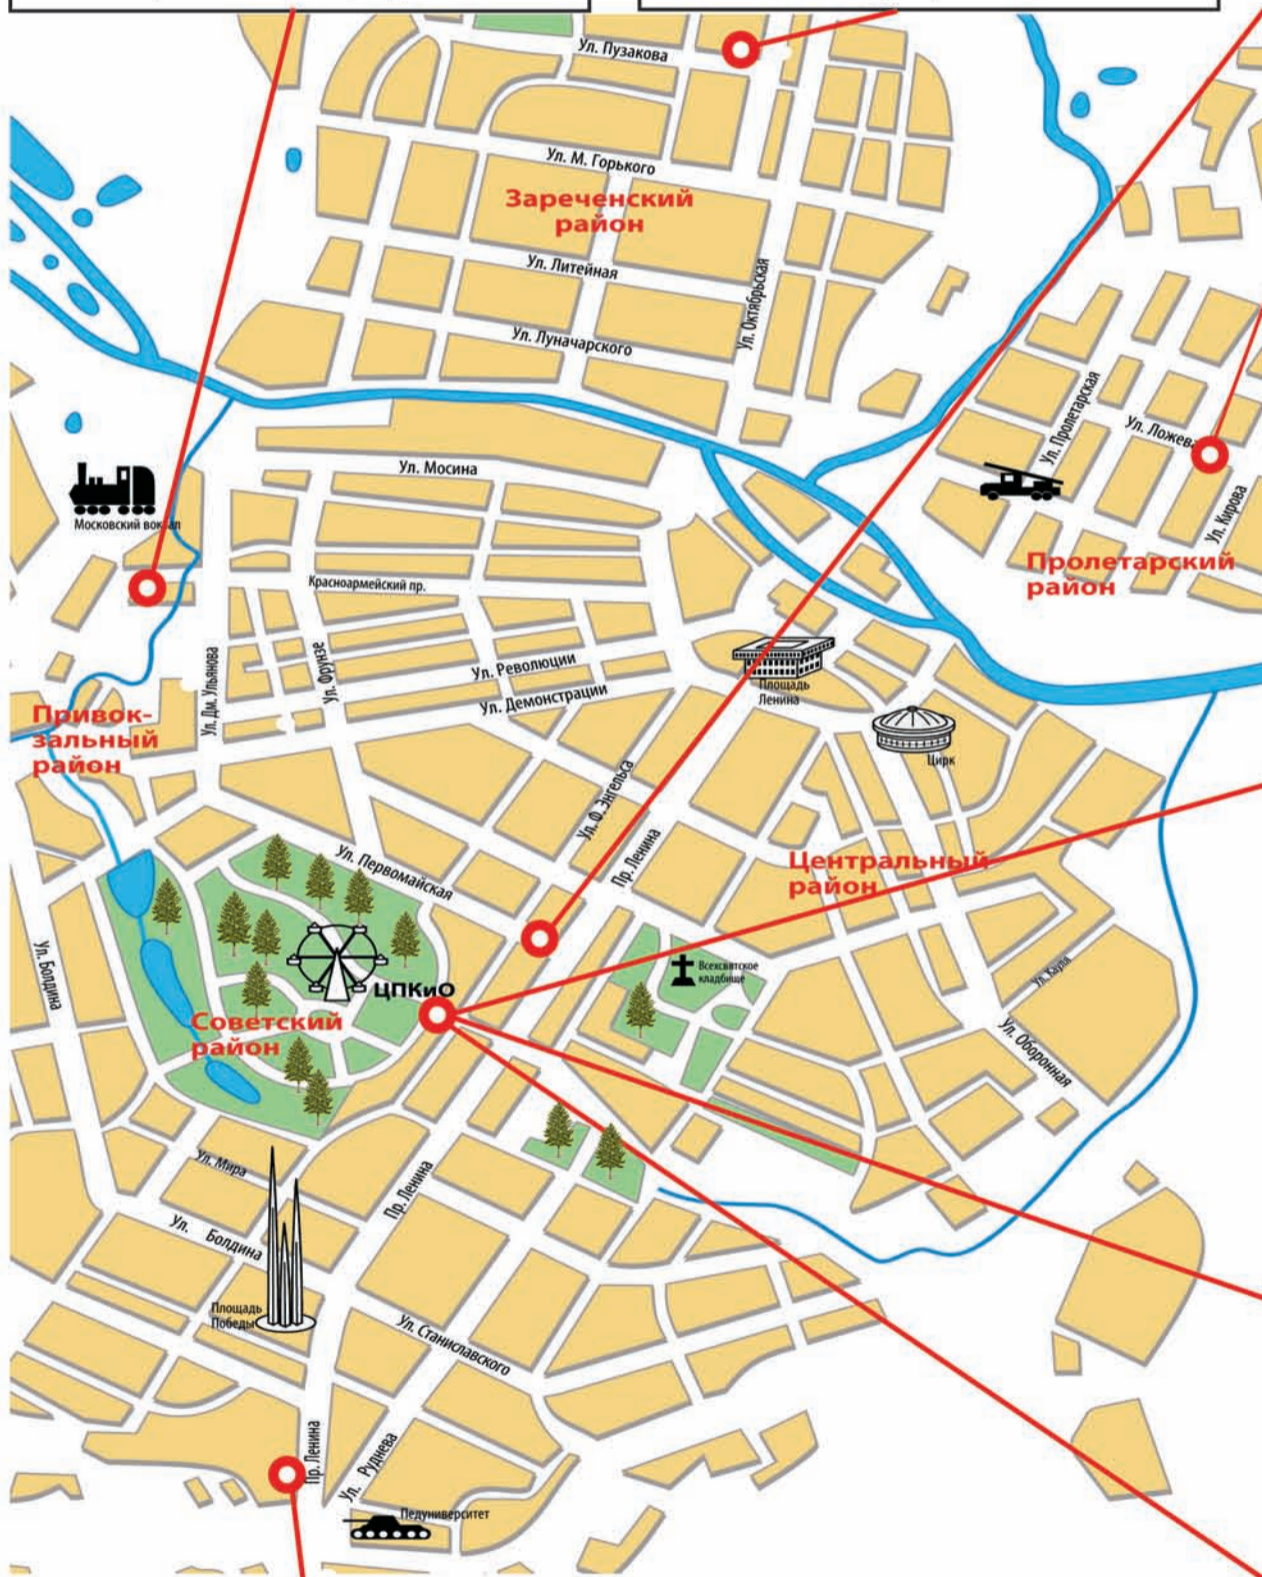 Ул. Пузакова
Ул. М. Горького
Зареченский
район
Ул. Литейная
Ул. Октябрьская
Ул. Луначарского
Ул. Пролетарская
Ул. Ложева
Ул. Мосина
Московский вокзал
Ул. Кирова
Пролетарский
район
Красноармейский пр.
Ул. Дм. Ульянова
Ул. Фрунзе
Ул. Революции
Ул. Демонстрации
Площадь
Ленина
Привок-
зальный
район
Цирк
Ул. Ф. Энгельса
Пр. Ленина
Ул. Первомайская
Центральный
район
Ул. Болдина
Всехсвятское
кладбище
ЦПКиО
Ул. Каула
Советский
район
Ул. Оборонная
Ул. Мира
Пр. Ленина
Ул. Болдина
Площадь
Победы
Ул. Станиславского
Пр. Ленина
Ул. Руднева
Педуниверситет